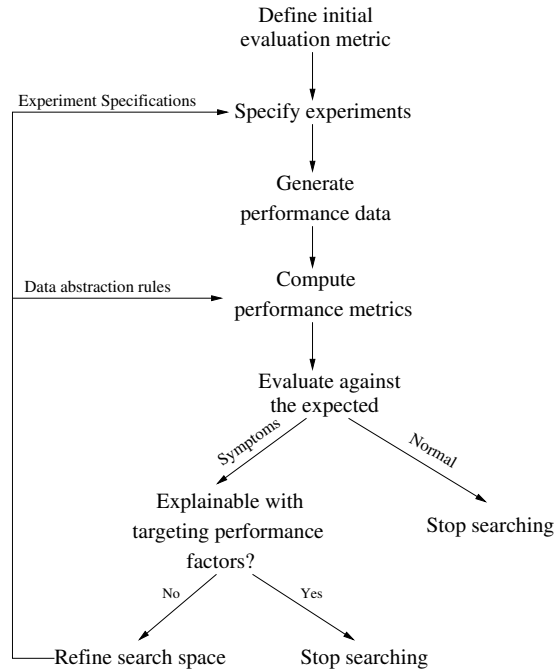 Define initial
evaluation metric
Experiment Specifications
Specify experiments
Generate
performance data
Data abstraction rules
Compute
performance metrics
Evaluate against
the expected
Symptoms
Normal
Explainable with
targeting performance
factors?
Stop searching
No
Yes
Refine search space
Stop searching